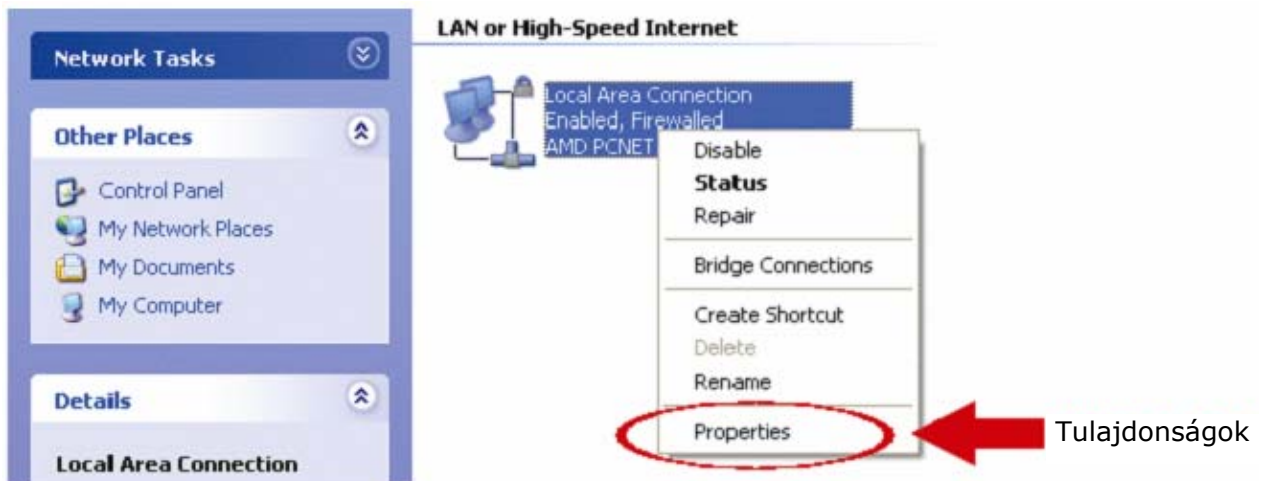 Network Tasks
Other Places
Control Panel
My Network Places
My Documents
My Computer
Details
Local Area Connection
LAN or High-Speed Internet
Local Area Connection
Enabled, Firewalled
AMD PCNET
Disable
Status
Repair
Bridge Connections
Create Shortcut
Delete
Rename
Properties
Tulajdonságok